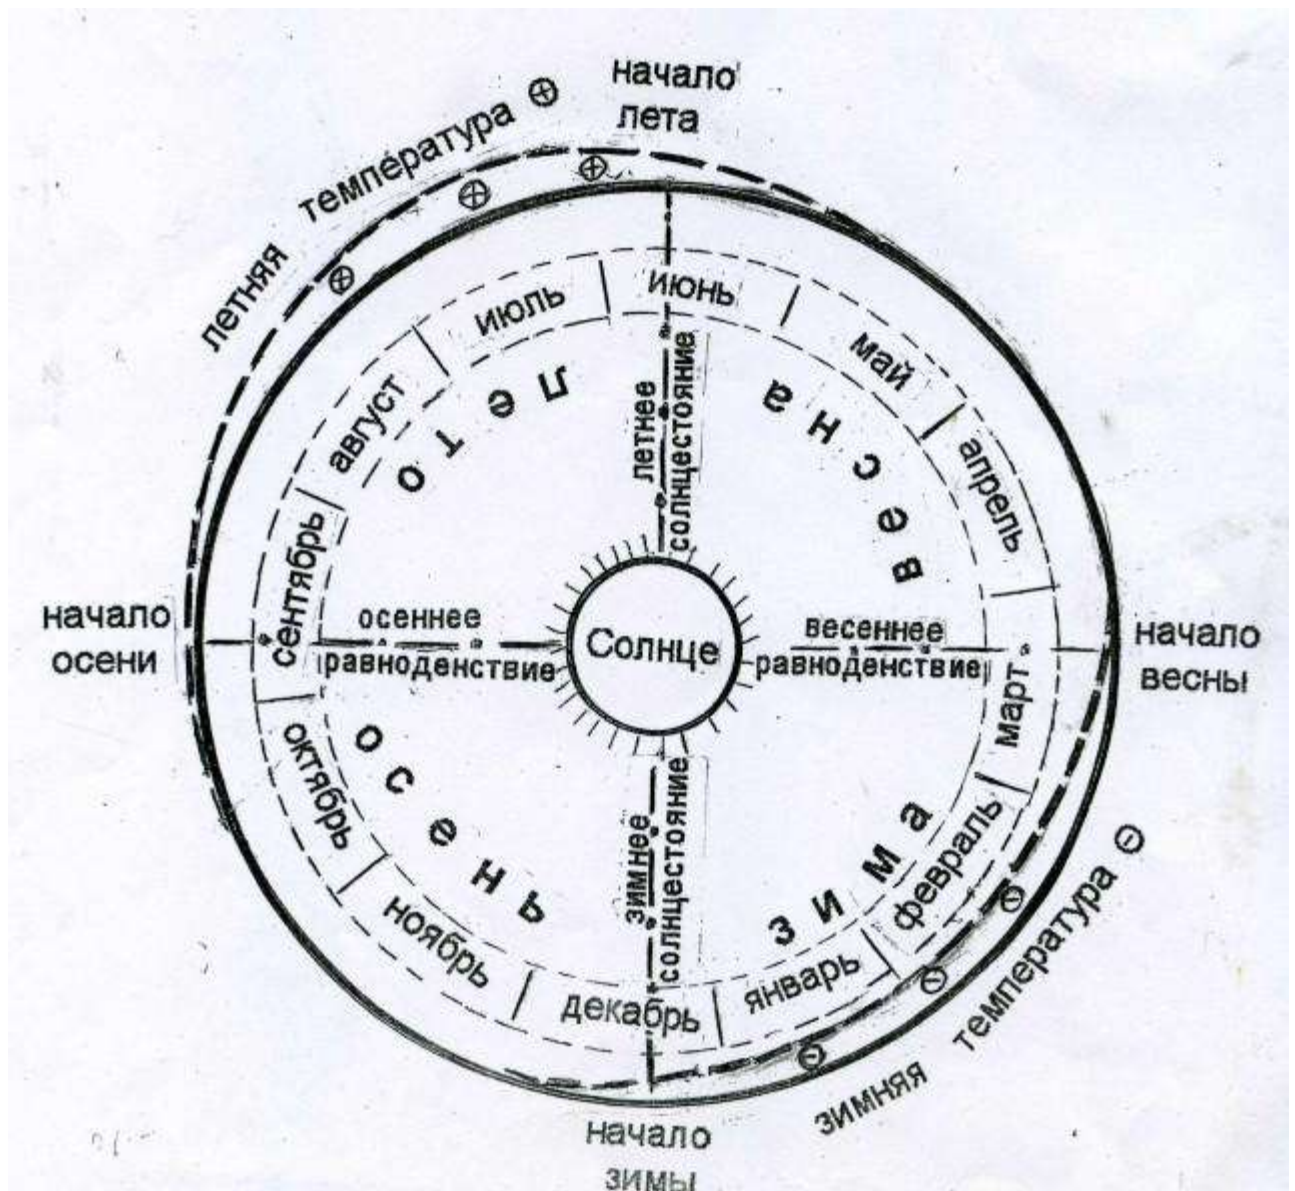 начало
лета
летняя температура ⊕
⊕
⊕
⊕
июнь
май
апрель
март
февраль
январь
декабрь
ноябрь
октябрь
сентябрь
август
июль
лето
весна
зима
осень
летнее
солнцестояние
осеннее
равноденствие
Солнце
весеннее
равноденствие
зимнее
солнцестояние
начало
осени
начало
весны
зимняя температура ⊖
⊖
⊖
⊖
начало
зимы